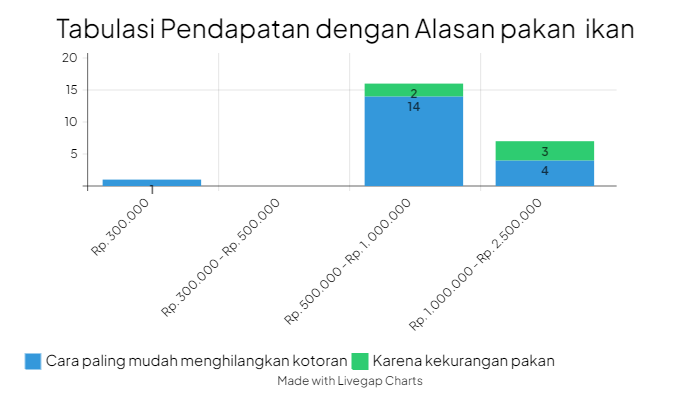 Tabulasi Pendapatan dengan Alasan pakan ikan
20
15
10
5
2
14
3
4
1
Rp. 300.000
Rp. 300.000 - Rp. 500.000
Rp. 500.000 - Rp. 1. 000.000
Rp. 1.000.000 - Rp. 2.500.000
Cara paling mudah menghilangkan kotoran
Karena kekurangan pakan
Made with Livegap Charts